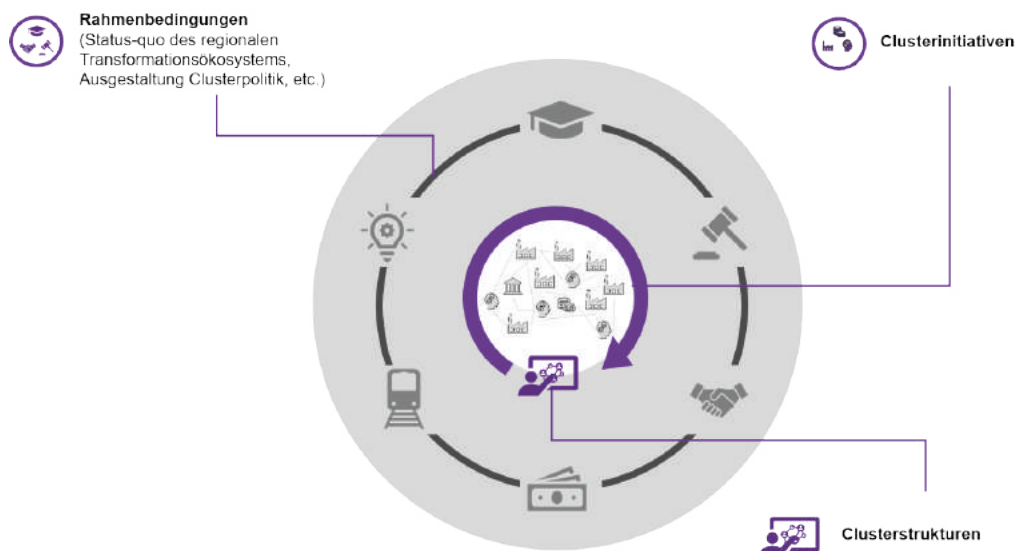 Rahmenbedingungen
(Status-quo des regionalen
Transformationsökosystems,
Ausgestaltung Clusterpolitik, etc.)
Clusterinitiativen
Clusterstrukturen